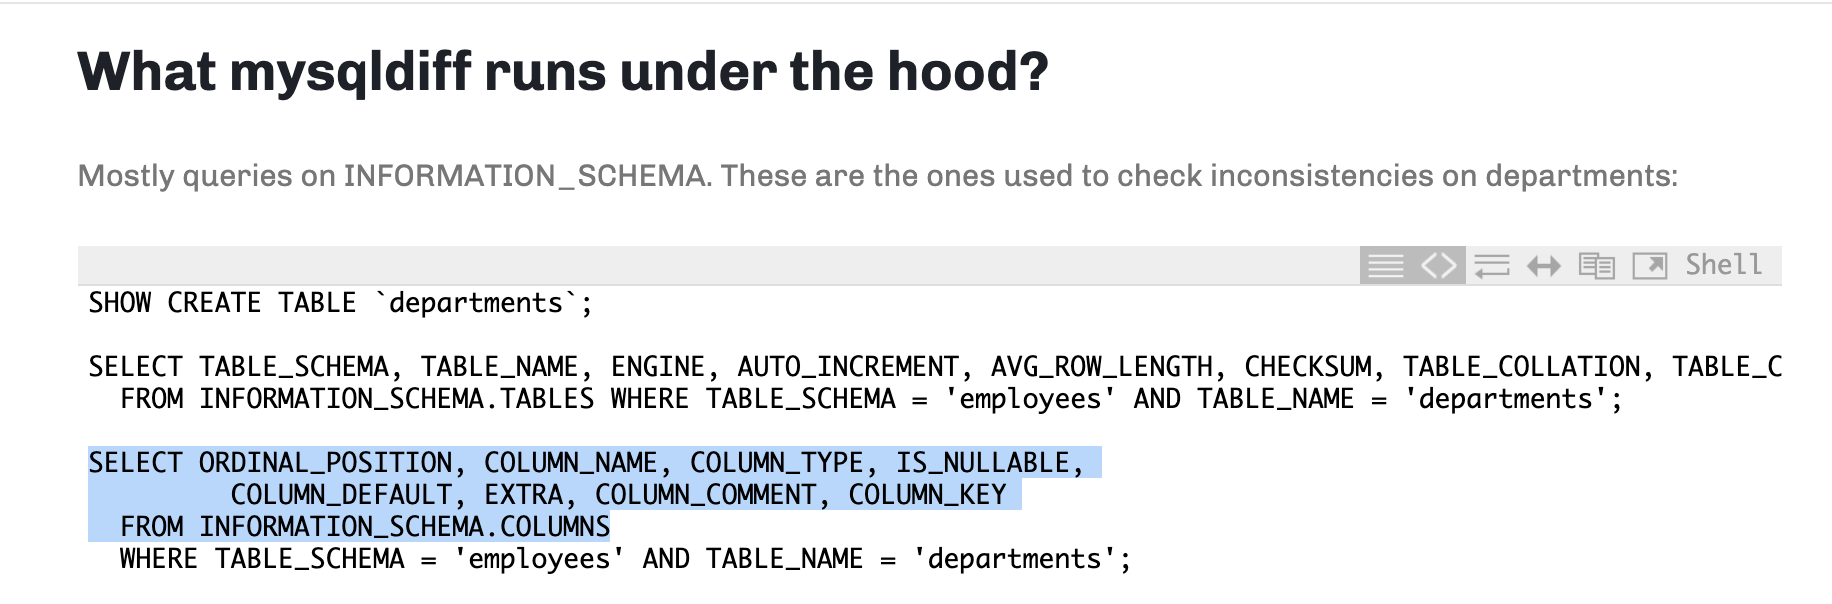 What mysqldiff runs under the hood?
Mostly queries on INFORMATION_SCHEMA. These are the ones used to check inconsistencies on departments:
Shell
SHOW CREATE TABLE `departments`;
SELECT TABLE_SCHEMA, TABLE_NAME, ENGINE, AUTO_INCREMENT, AVG_ROW_LENGTH, CHECKSUM, TABLE_COLLATION, TABLE_C
FROM INFORMATION_SCHEMA.TABLES WHERE TABLE_SCHEMA = 'employees' AND TABLE_NAME = 'departments';
SELECT ORDINAL_POSITION, COLUMN_NAME, COLUMN_TYPE, IS_NULLABLE,
COLUMN_DEFAULT, EXTRA, COLUMN_COMMENT, COLUMN_KEY
FROM INFORMATION_SCHEMA.COLUMNS
WHERE TABLE_SCHEMA = 'employees' AND TABLE_NAME = 'departments';